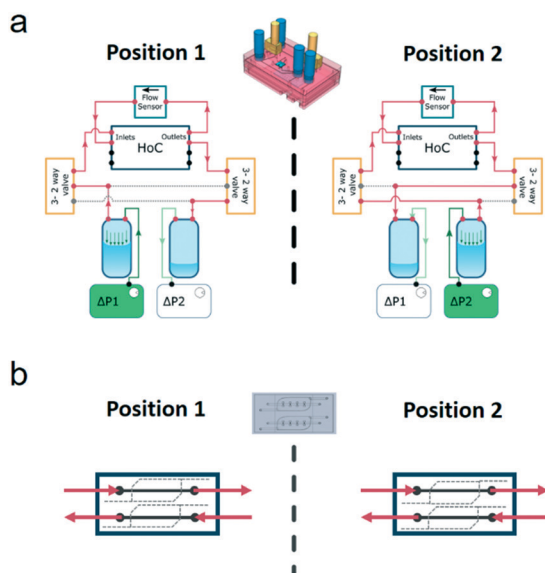 a
Position 1
Position 2
Flow
Sensor
Inlets
Outlets
HoC
3- 2 way
valve
3- 2 way
valve
ΔP1
ΔP2
Flow
Sensor
Inlets
Outlets
HoC
3- 2 way
valve
3- 2 way
valve
ΔP1
ΔP2
b
Position 1
Position 2